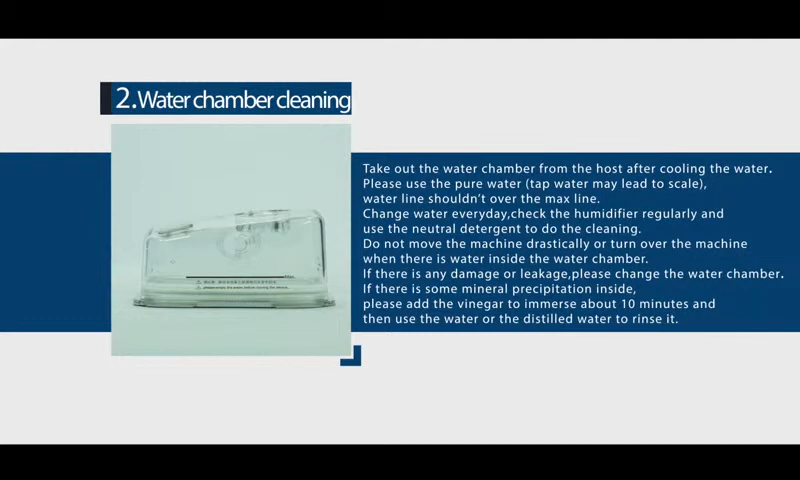 2.Water chamber cleaning
Take out the water chamber from the host after cooling the water.
Please use the pure water (tap water may lead to scale),
water line shouldn't over the max line.
Change water everyday,check the humidifier regularly and
use the neutral detergent to do the cleaning.
Do not move the machine drastically or turn over the machine
when there is water inside the water chamber.
If there is any damage or leakage,please change the water chamber.
If there is some mineral precipitation inside,
please add the vinegar to immerse about 10 minutes and
then use the water or the distilled water to rinse it.